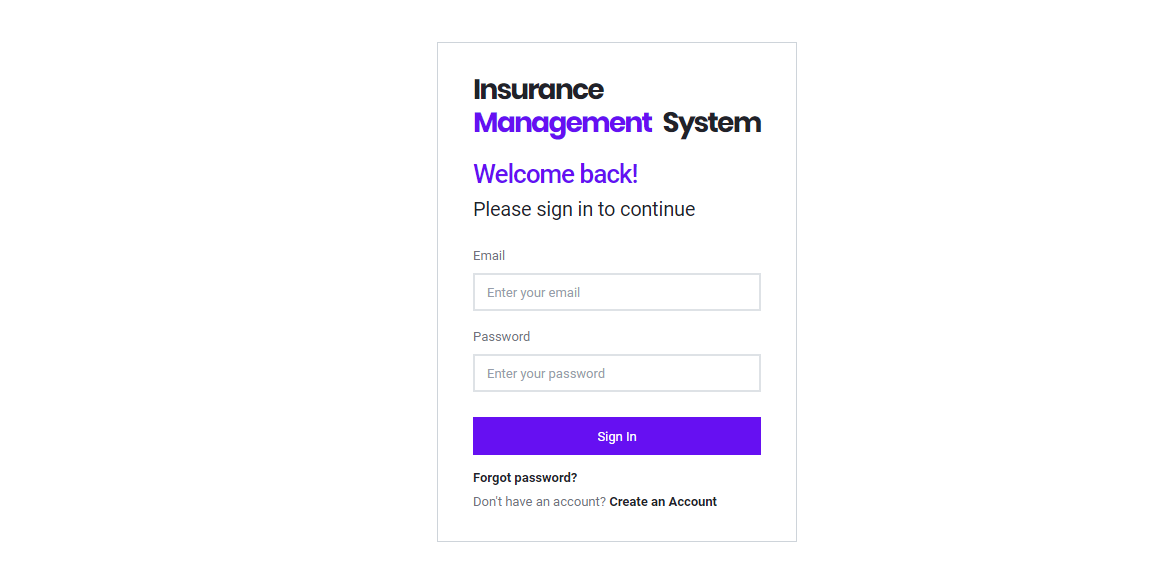 Insurance
Management System
Welcome back!
Please sign in to continue
Email
Enter your email
Password
Enter your password
Sign In
Forgot password?
Don't have an account? Create an Account